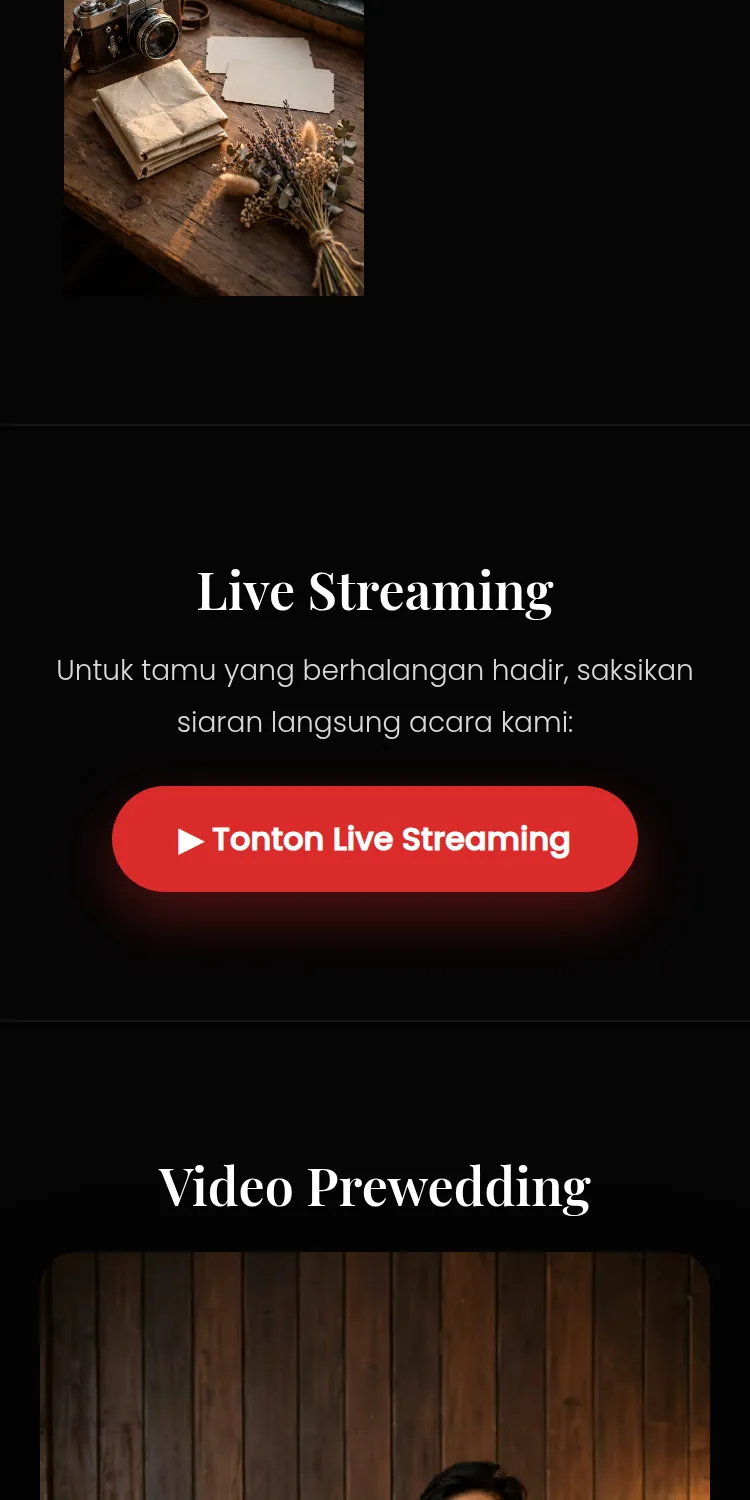 Live Streaming
Untuk tamu yang berhalangan hadir, saksikan
siaran langsung acara kami:
▶ Tonton Live Streaming
Video Prewedding